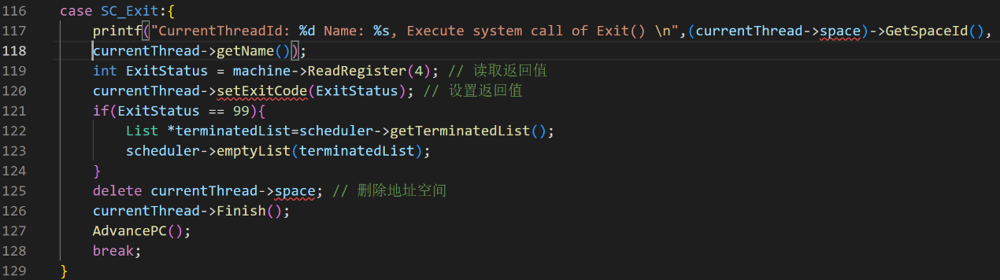 116 case SC_Exit:{
117 printf("CurrentThreadId: %d Name: %s, Execute system call of Exit() \n",(currentThread->space)->GetSpaceId(),
118 currentThread->getName());
119 int ExitStatus = machine->ReadRegister(4); // 读取返回值
120 currentThread->setExitCode(ExitStatus); // 设置返回值
121 if(ExitStatus == 99){
122 List *terminatedList=scheduler->getTerminatedList();
123 scheduler->emptyList(terminatedList);
124 }
125 delete currentThread->space; // 删除地址空间
126 currentThread->Finish();
127 AdvancePC();
128 break;
129 }